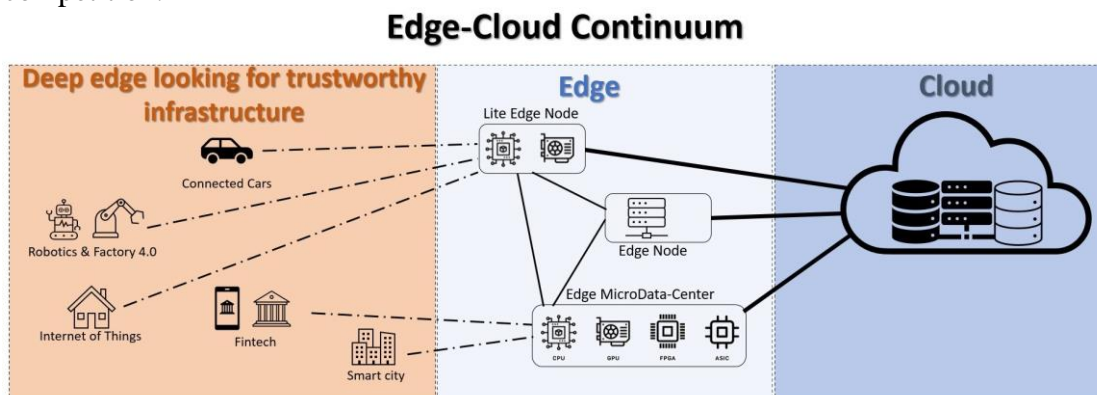 Edge-Cloud Continuum
Deep edge looking for trustworthy
infrastructure
Connected Cars
Robotics & Factory 4.0
Internet of Things
Fintech
Smart city
Edge
Lite Edge Node
Edge Node
Edge MicroData-Center
CPU
GPU
FPGA
ASIC
Cloud